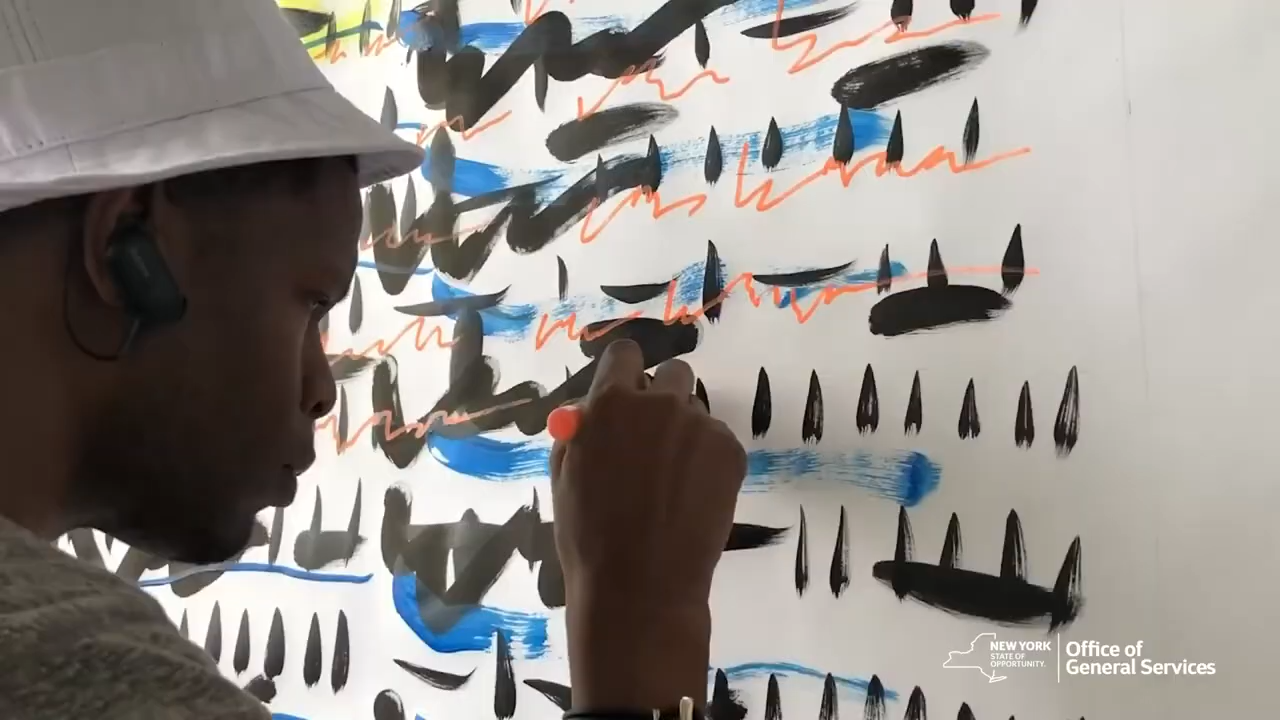 NEW YORK
STATE OF
OPPORTUNITY.
Office of
General Services